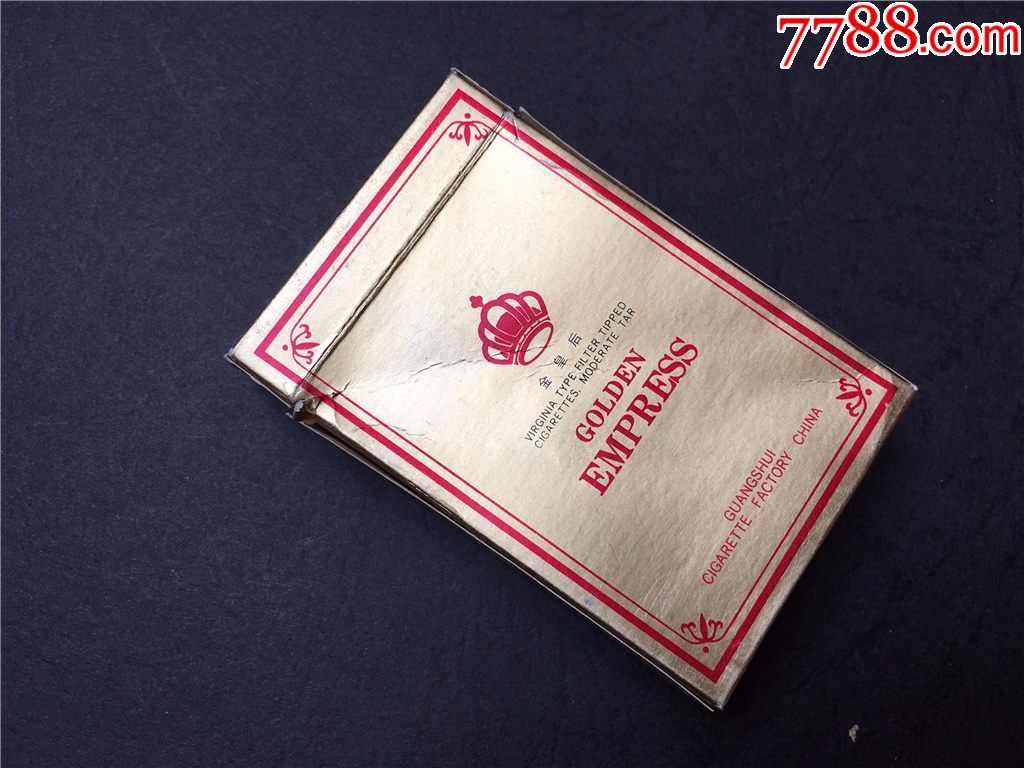 7788.com
金皇后
VIRGINIA TYPE FILTER TIPPED
CIGARETTES. MODERATE TAR
GOLDEN
EMPRESS
GUANGSHUI
CIGARETTE FACTORY CHINA